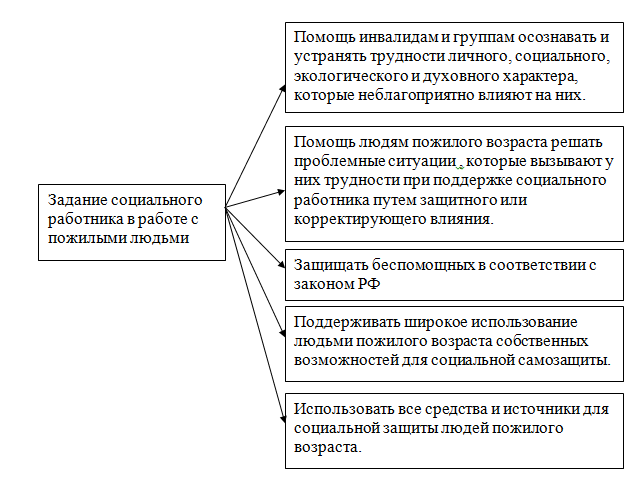 Помощь инвалидам и группам осознавать и
устранять трудности личного, социального,
экологического и духовного характера,
которые неблагоприятно влияют на них.
Помощь людям пожилого возраста решать
проблемные ситуации , которые вызывают у
них трудности при поддержке социального
работника путем защитного или
корректирующего влияния.
Задание социального
работника в работе с
пожилыми людьми
Защищать беспомощных в соответствии с
законом РФ
Поддерживать широкое использование
людьми пожилого возраста собственных
возможностей для социальной самозащиты.
Использовать все средства и источники для
социальной защиты людей пожилого
возраста.